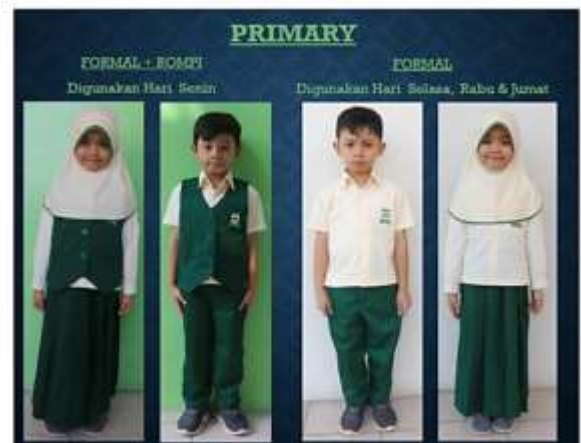 PRIMARY
FORMAL + ROMPI
Digunakan Hari Senin
FORMAL
Digunakan Hari Selasa, Rabu & Jumat